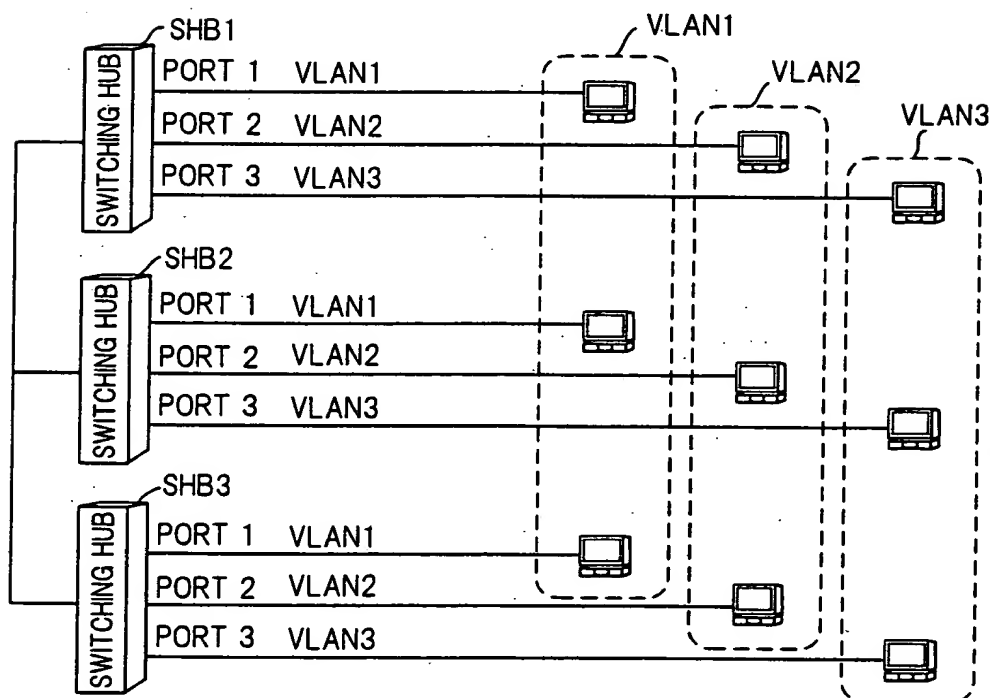 SHB1
VLAN1
VLAN2
VLAN3
SWITCHING HUB
PORT 1 VLAN1
PORT 2 VLAN2
PORT 3 VLAN3
SHB2
SWITCHING HUB
PORT 1 VLAN1
PORT 2 VLAN2
PORT 3 VLAN3
SHB3
SWITCHING HUB
PORT 1 VLAN1
PORT 2 VLAN2
PORT 3 VLAN3